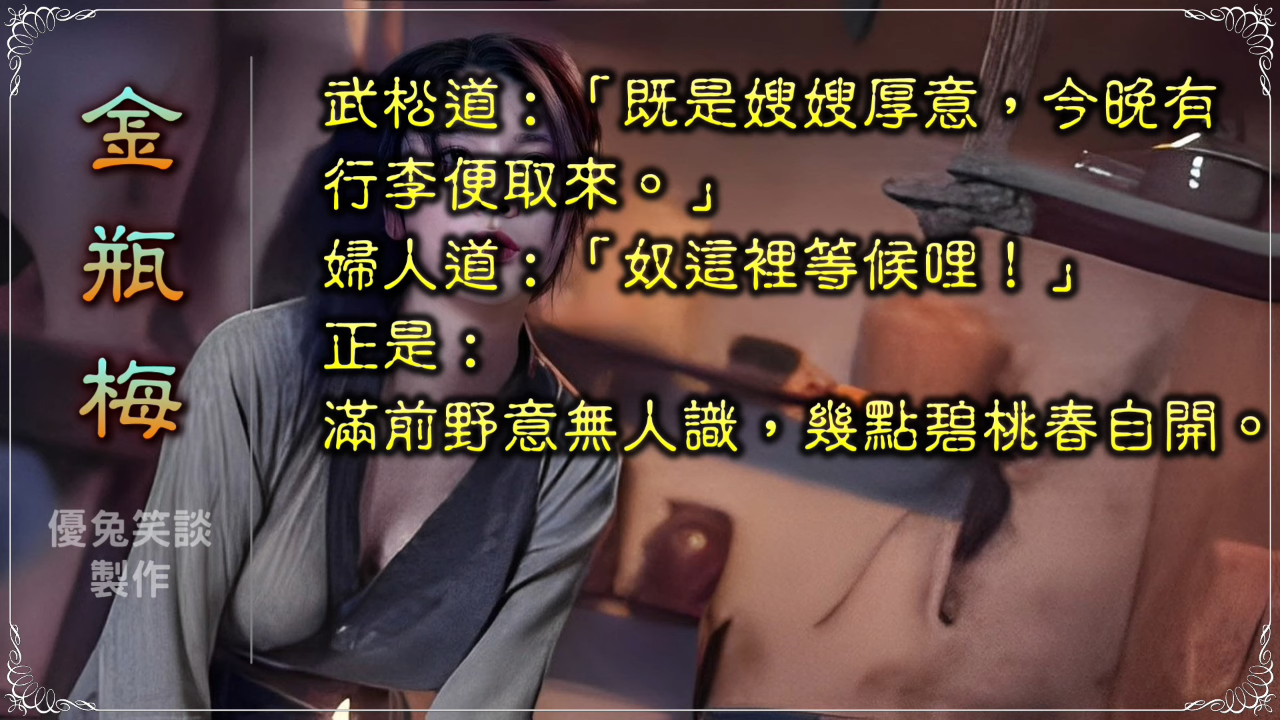 金瓶梅
優兔笑談
製作
武松道：「既是嫂嫂厚意，今晚有
行李便取來。」
婦人道：「奴這裡等候哩！」
正是：
滿前野意無人識，幾點碧桃春自開。